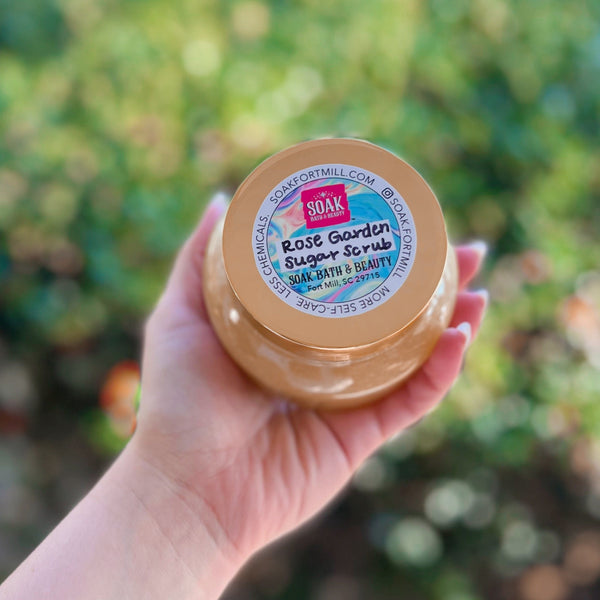 SOAKFORTMILL.COM
SOAK.FORTMILL
MORE SELF-CARE. LESS CHEMICALS.
SOAK
BATH & BEAUTY
Rose Garden
Sugar Scrub
SOAK BATH & BEAUTY
Fort Mill, SC 29715